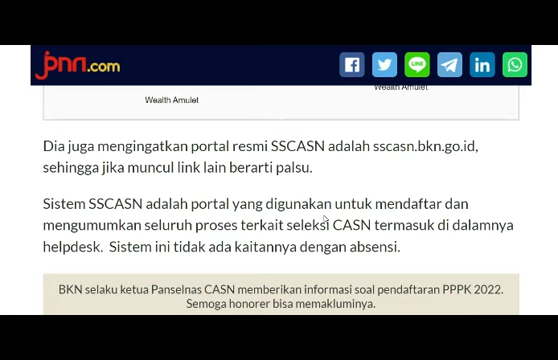 jpnn.com
Wealth Amulet
Wealth Amulet
Dia juga mengingatkan portal resmi SSCASN adalah sscasn.bkn.go.id,
sehingga jika muncul link lain berarti palsu.
Sistem SSCASN adalah portal yang digunakan untuk mendaftar dan
mengumumkan seluruh proses terkait seleksi CASN termasuk di dalamnya
helpdesk. Sistem ini tidak ada kaitannya dengan absensi.
BKN selaku ketua Panselnas CASN memberikan informasi soal pendaftaran PPPK 2022.
Semoga honorer bisa memakluminya.